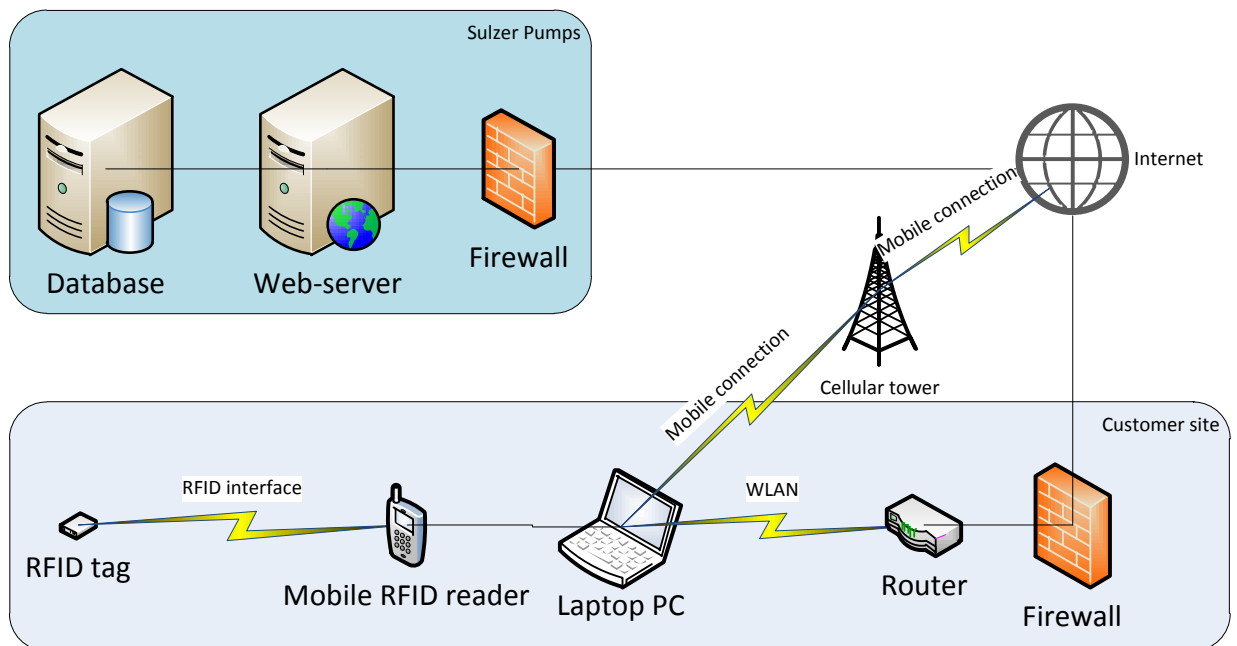 Sulzer Pumps
Database
Web-server
Firewall
Internet
Mobile connection
Mobile connection
Cellular tower
Customer site
RFID interface
WLAN
RFID tag
Mobile RFID reader
Laptop PC
Router
Firewall